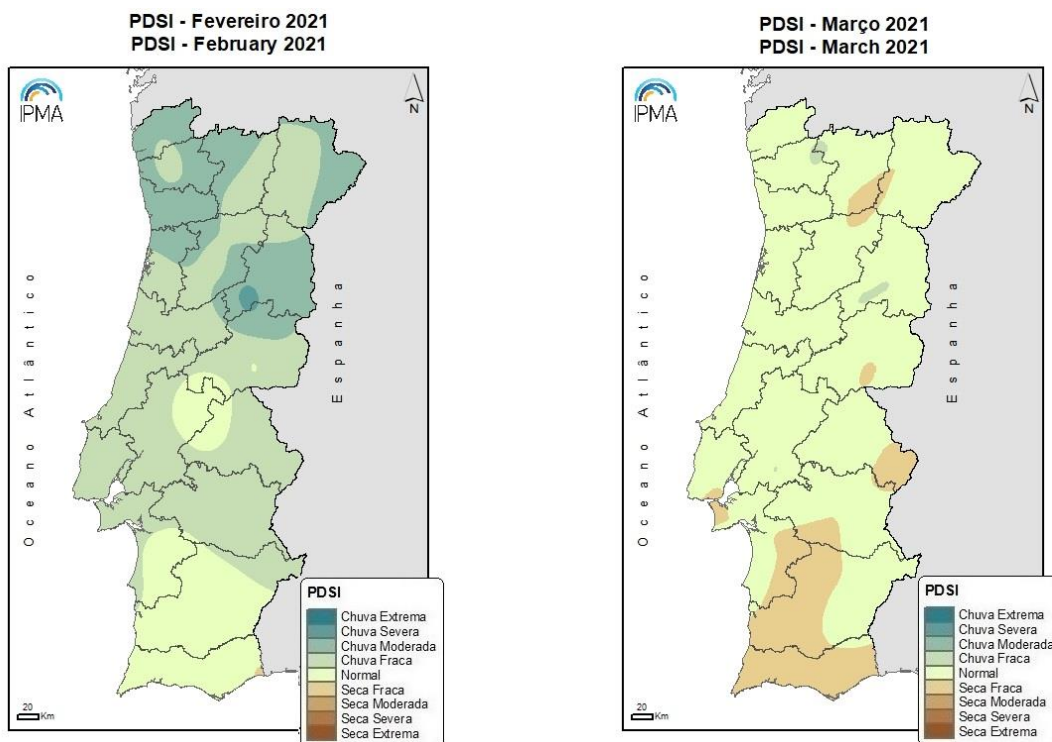 PDSI - Fevereiro 2021
PDSI - February 2021
IPMA
N
Oceano Atlântico
Espanha
PDSI
Chuva Extrema
Chuva Severa
Chuva Moderada
Chuva Fraca
Normal
Seca Fraca
Seca Moderada
Seca Severa
Seca Extrema
20
Km
PDSI - Março 2021
PDSI - March 2021
IPMA
N
Oceano Atlântico
Espanha
PDSI
Chuva Extrema
Chuva Severa
Chuva Moderada
Chuva Fraca
Normal
Seca Fraca
Seca Moderada
Seca Severa
Seca Extrema
20
Km